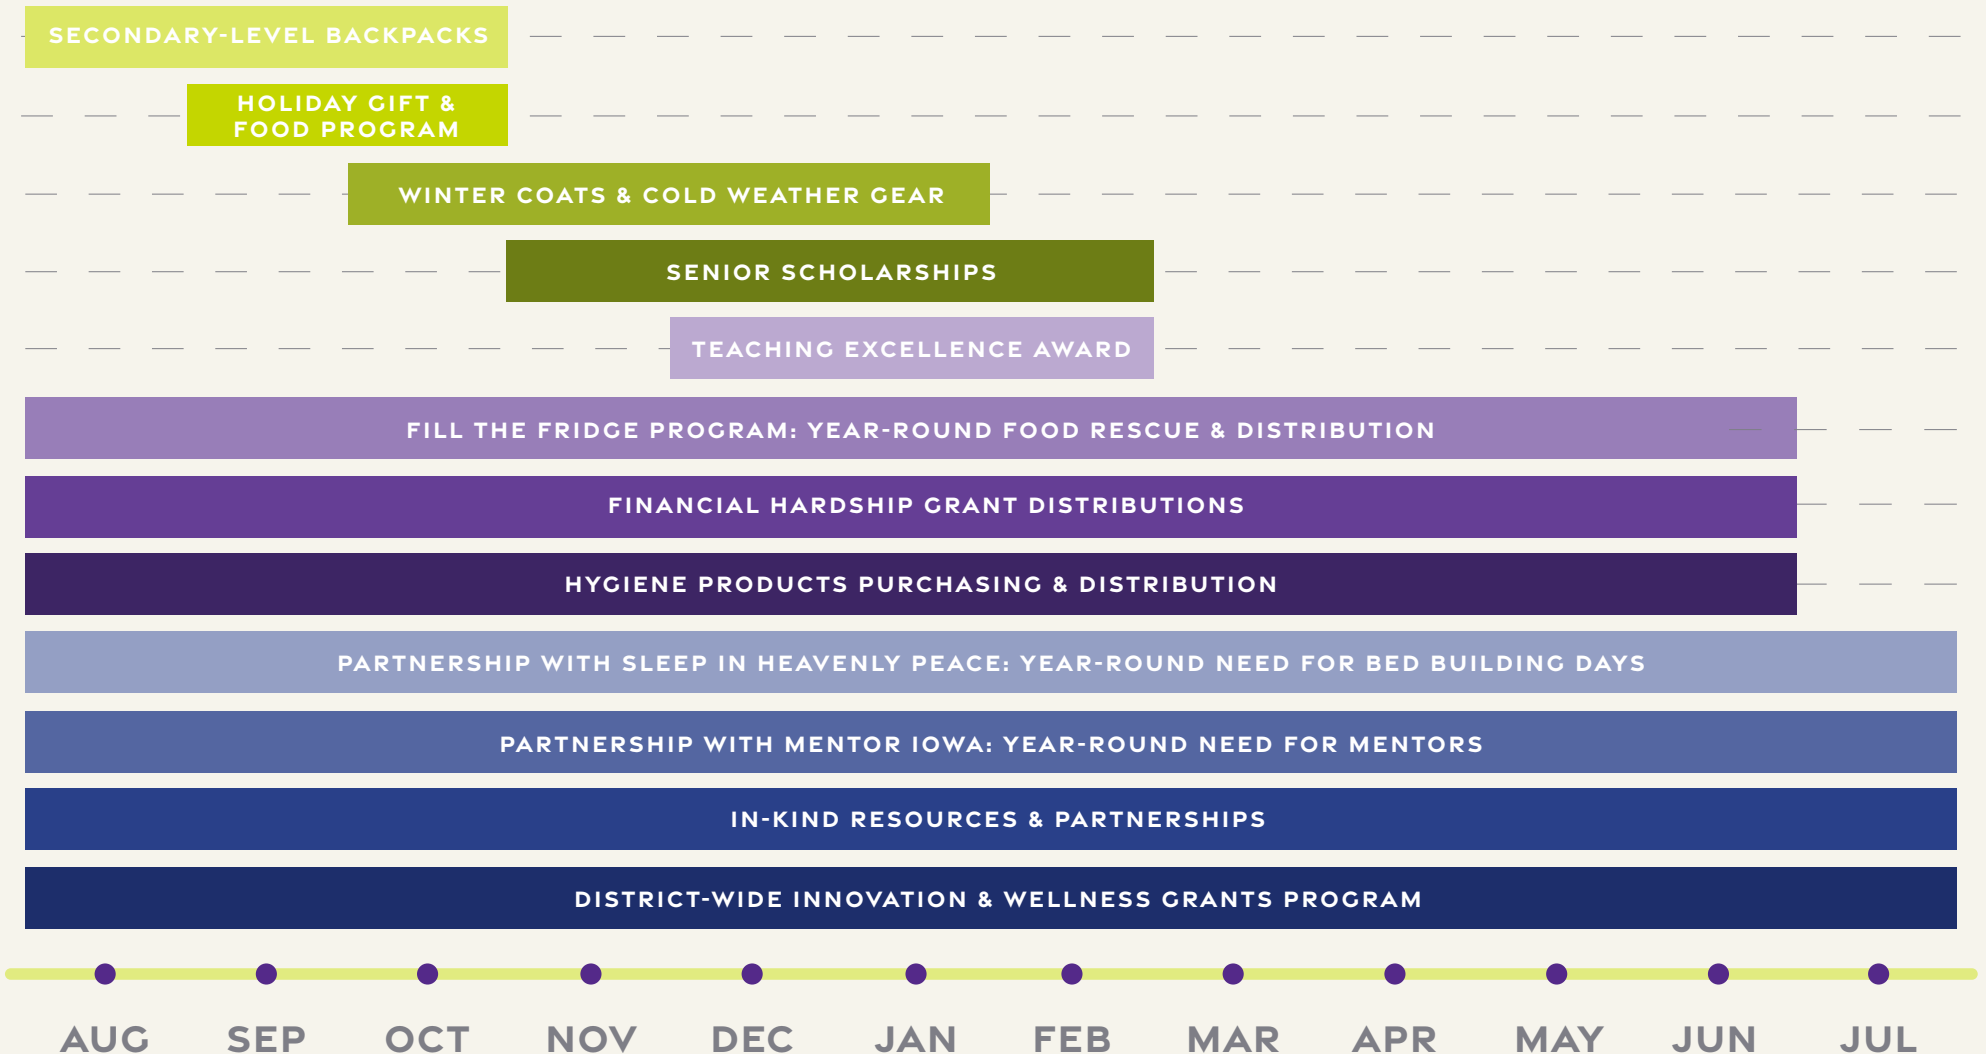 SECONDARY-LEVEL BACKPACKS
HOLIDAY GIFT &
FOOD PROGRAM
WINTER COATS & COLD WEATHER GEAR
SENIOR SCHOLARSHIPS
TEACHING EXCELLENCE AWARD
FILL THE FRIDGE PROGRAM: YEAR-ROUND FOOD RESCUE & DISTRIBUTION
FINANCIAL HARDSHIP GRANT DISTRIBUTIONS
HYGIENE PRODUCTS PURCHASING & DISTRIBUTION
PARTNERSHIP WITH SLEEP IN HEAVENLY PEACE: YEAR-ROUND NEED FOR BED BUILDING DAYS
PARTNERSHIP WITH MENTOR IOWA: YEAR-ROUND NEED FOR MENTORS
IN-KIND RESOURCES & PARTNERSHIPS
DISTRICT-WIDE INNOVATION & WELLNESS GRANTS PROGRAM
AUG SEP OCT NOV DEC JAN FEB MAR APR MAY JUN JUL